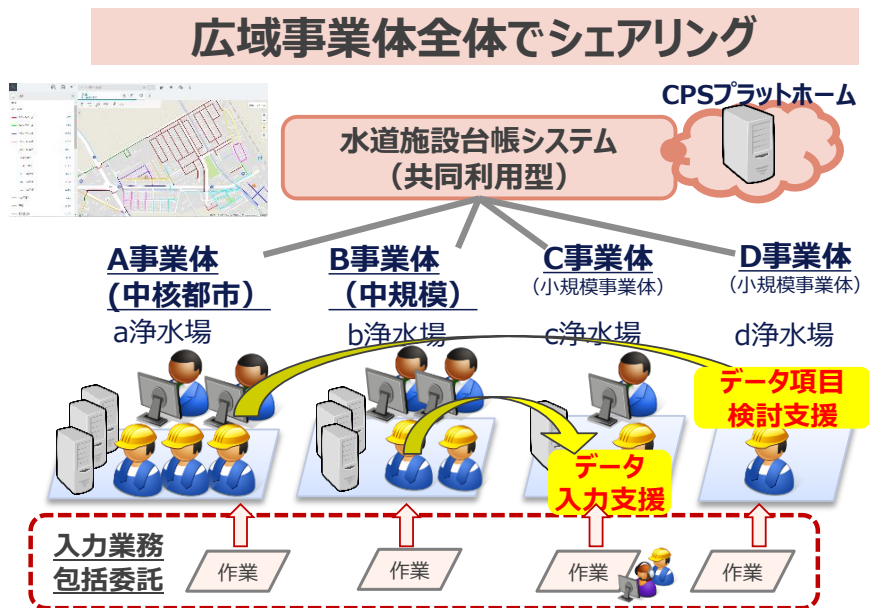 広域事業体全体でシェアリング
CPSプラットホーム
水道施設台帳システム
（共同利用型）
A事業体
(中核都市）
a浄水場
B事業体
（中規模）
b浄水場
C事業体
（小規模事業体）
c浄水場
D事業体
（小規模事業体）
d浄水場
データ項目
検討支援
データ
入力支援
入力業務
包括委託
作業
作業
作業
作業